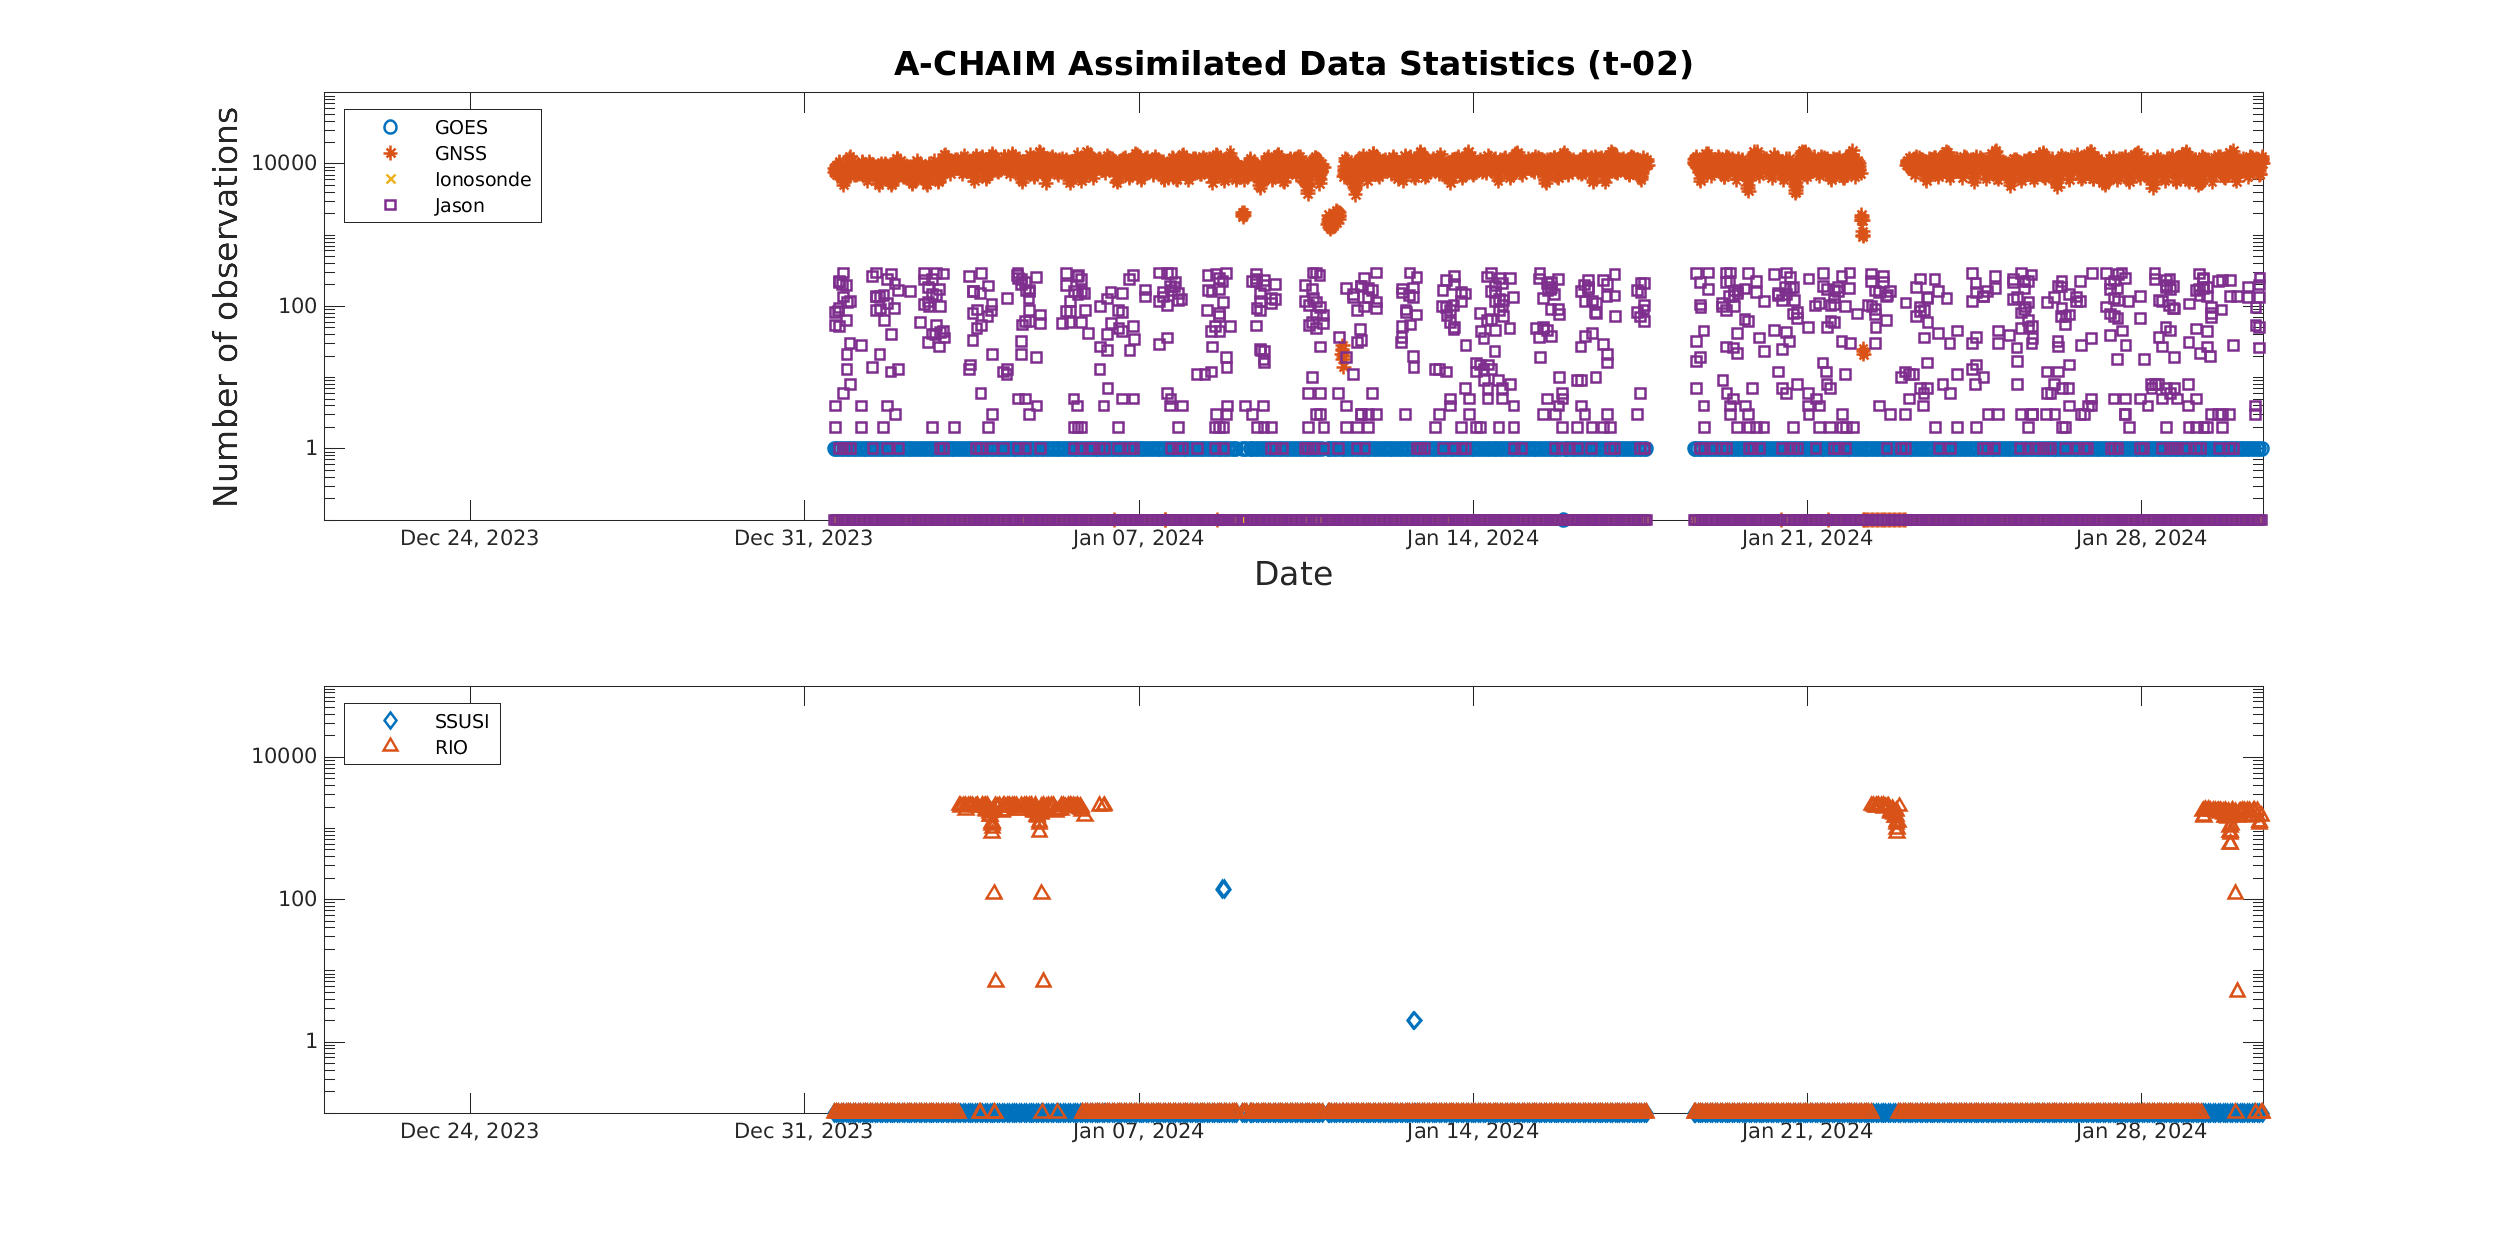 A-CHAIM Assimilated Data Statistics (t-02)
GOES
GNSS
Ionosonde
Jason
10000
100
1
Number of observations
Dec 24, 2023 Dec 31, 2023 Jan 07, 2024 Jan 14, 2024 Jan 21, 2024 Jan 28, 2024
Date
SSUSI
RIO
10000
100
1
Dec 24, 2023 Dec 31, 2023 Jan 07, 2024 Jan 14, 2024 Jan 21, 2024 Jan 28, 2024